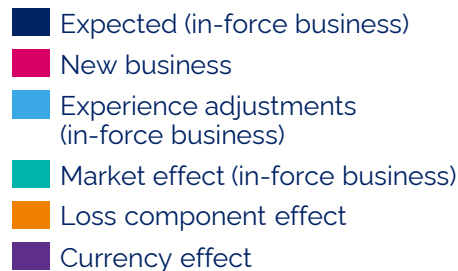 Expected (in-force business)
New business
Experience adjustments
(in-force business)
Market effect (in-force business)
Loss component effect
Currency effect